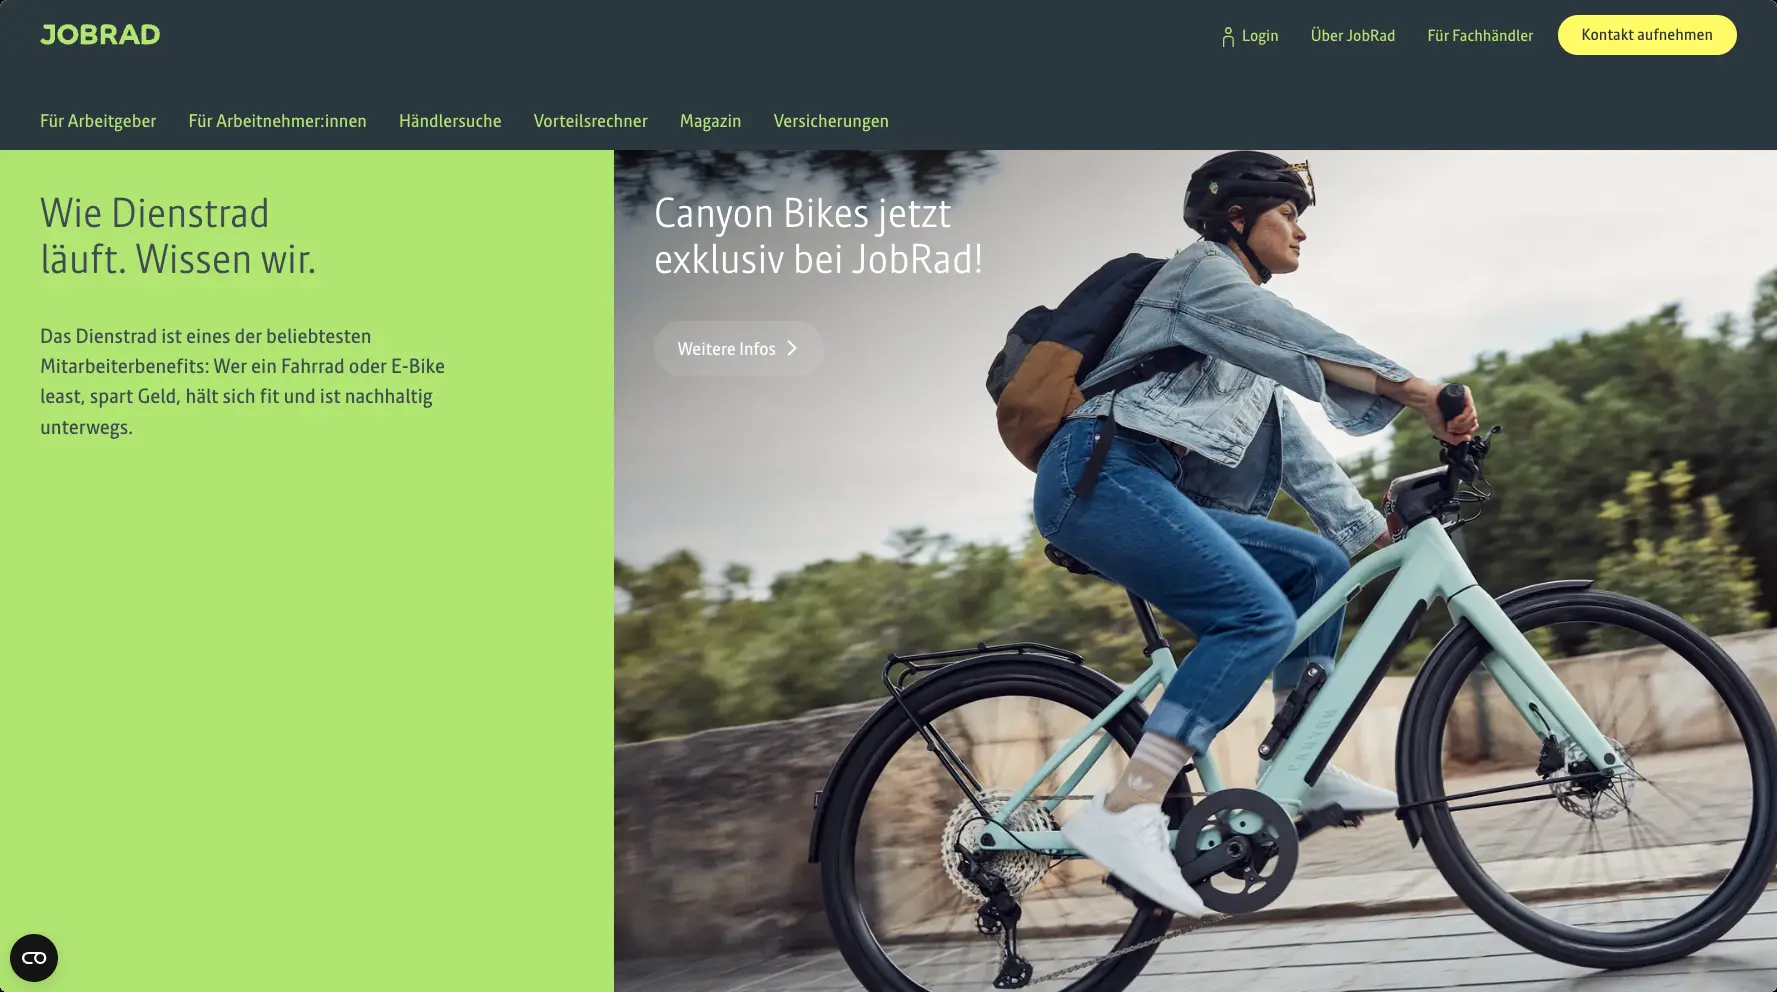 JOBRAD
Login
Über JobRad
Für Fachhändler
Kontakt aufnehmen
Für Arbeitgeber
Für Arbeitnehmer:innen
Händlersuche
Vorteilsrechner
Magazin
Versicherungen
Wie Dienstrad
läuft. Wissen wir.
Das Dienstrad ist eines der beliebtesten
Mitarbeiterbenefits: Wer ein Fahrrad oder E-Bike
least, spart Geld, hält sich fit und ist nachhaltig
unterwegs.
Canyon Bikes jetzt
exklusiv bei JobRad!
Weitere Infos
CANYON